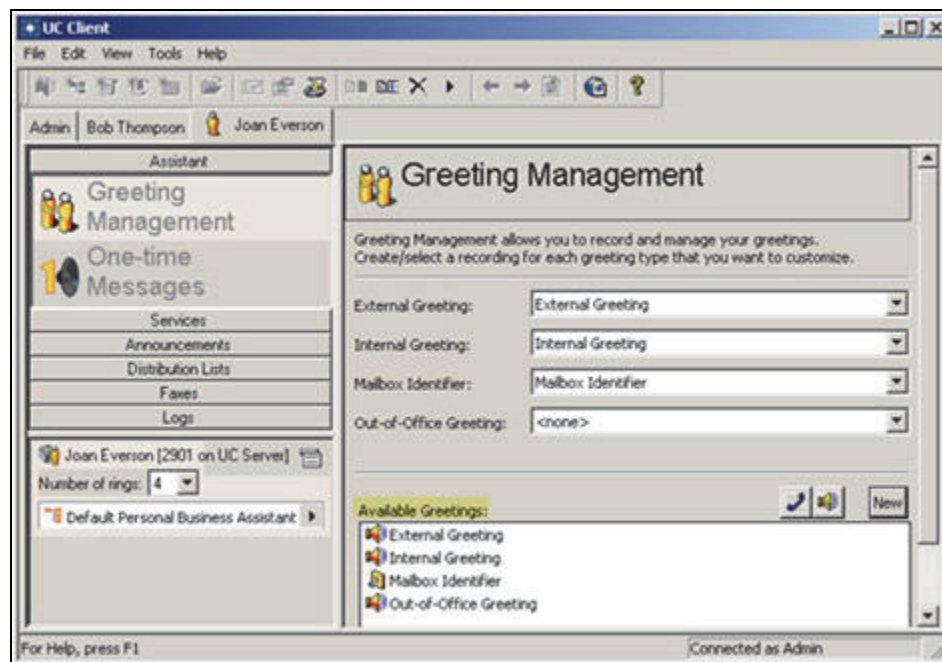 UC Client
File Edit View Tools Help
Admin Bob Thompson Joan Everson
Assistant
Greeting
Management
One-time
Messages
Services
Announcements
Distribution Lists
Faxes
Logs
Joan Everson [2901 on UC Server]
Number of rings: 4
Default Personal Business Assistant
Greeting Management
Greeting Management allows you to record and manage your greetings.
Create/select a recording for each greeting type that you want to customize.
External Greeting: External Greeting
Internal Greeting: Internal Greeting
Mailbox Identifier: Mailbox Identifier
Out-of-Office Greeting: <none>
Available Greetings: New
External Greeting
Internal Greeting
Mailbox Identifier
Out-of-Office Greeting
For Help, press F1 Connected as Admin